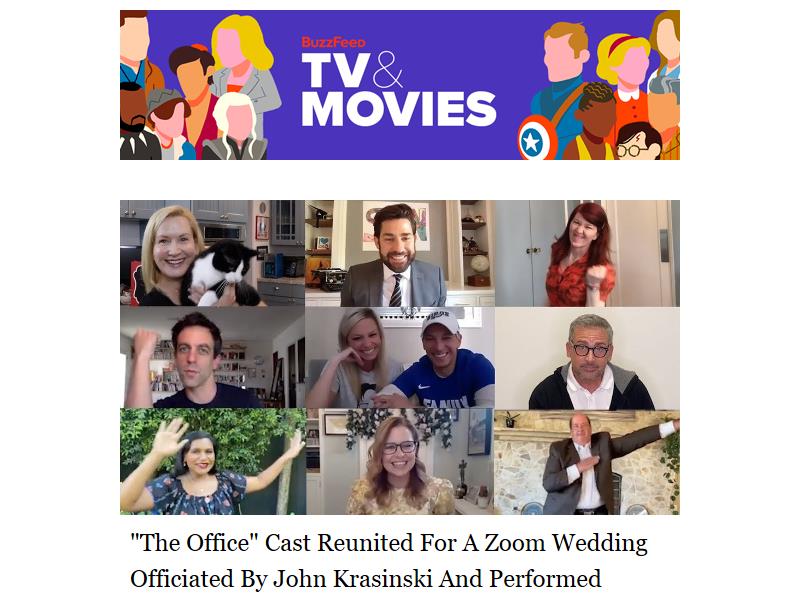 BuzzFeed
TV &
MOVIES
"The Office" Cast Reunited For A Zoom Wedding
Officiated By John Krasinski And Performed